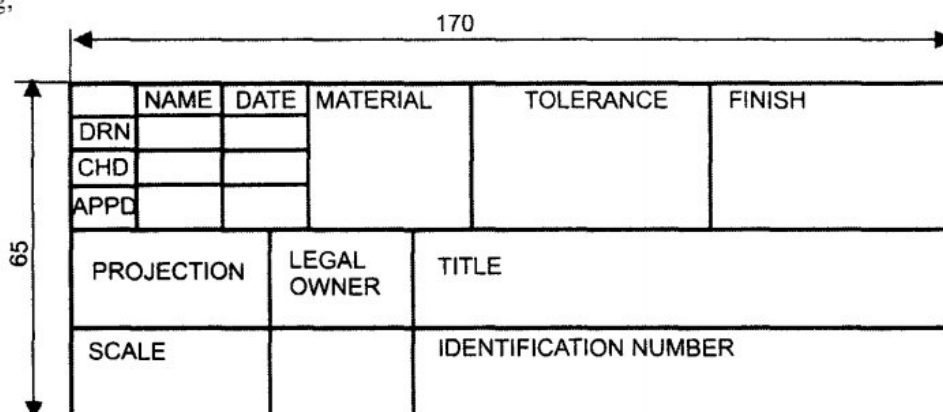 g,
170
NAME DATE MATERIAL TOLERANCE FINISH
DRN
CHD
APPD
65
PROJECTION LEGAL OWNER TITLE
SCALE IDENTIFICATION NUMBER